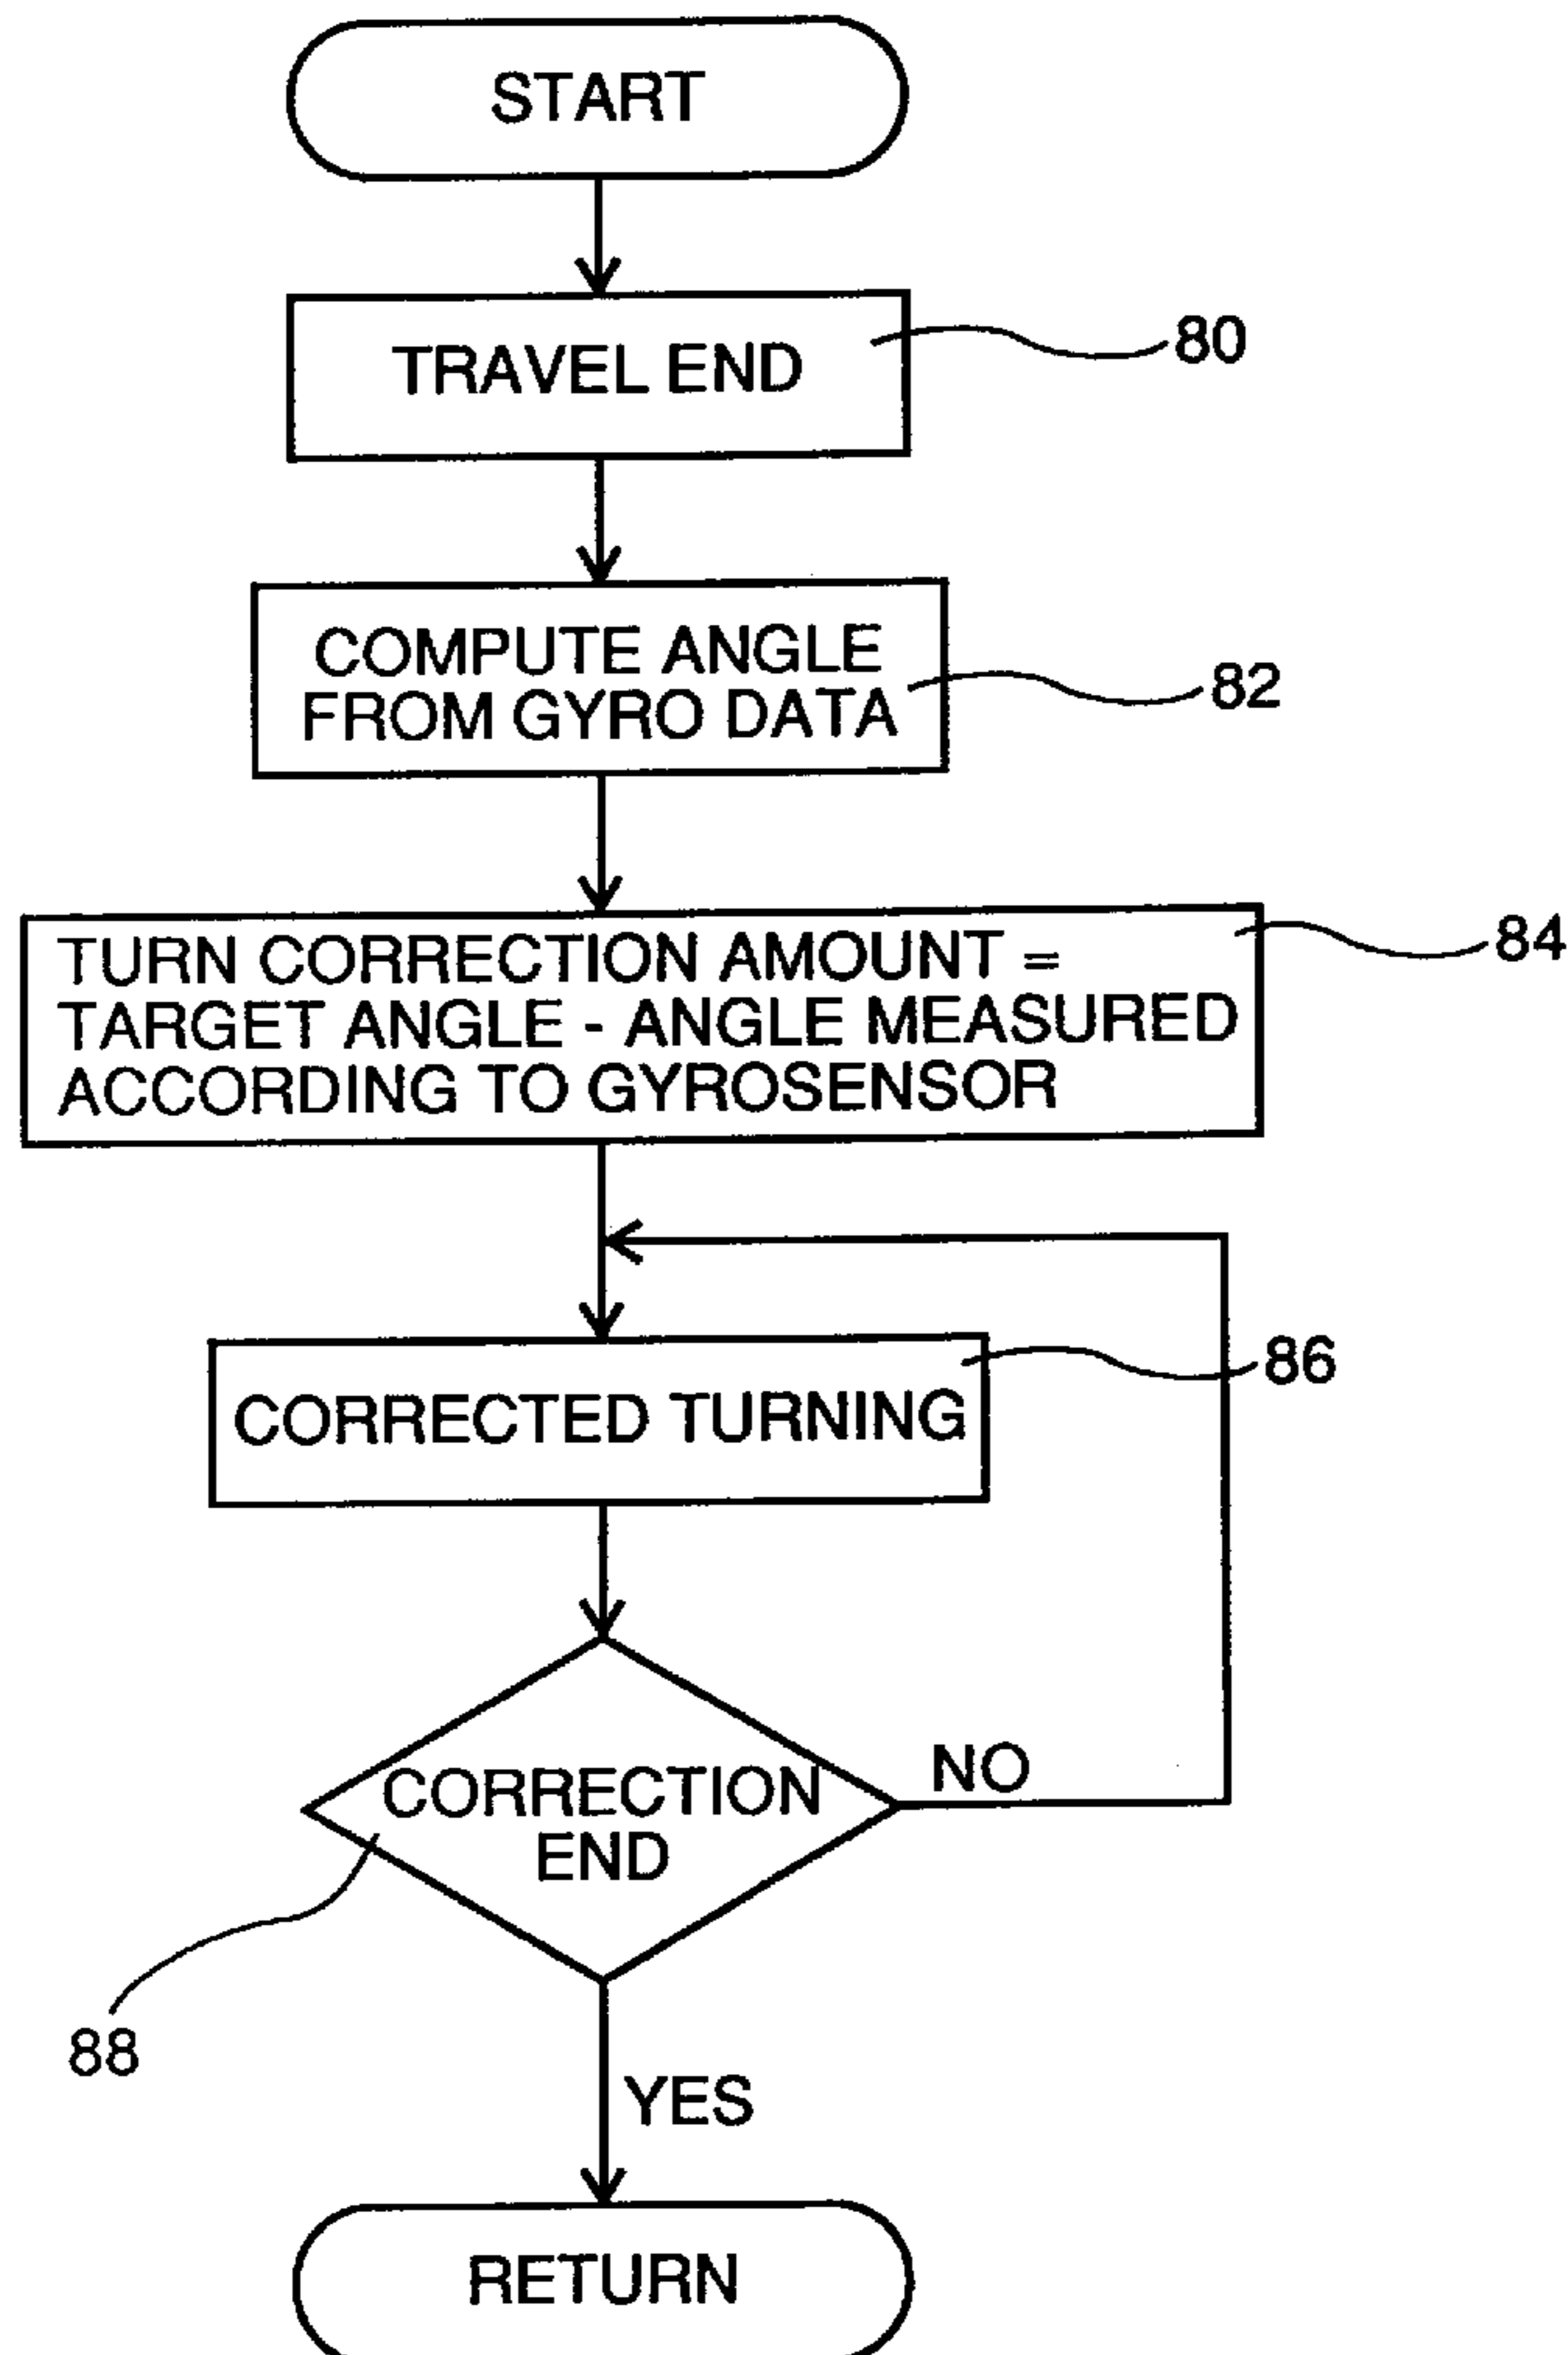 START
TRAVEL END
80
COMPUTE ANGLE
FROM GYRO DATA
82
TURN CORRECTION AMOUNT =
TARGET ANGLE - ANGLE MEASURED
ACCORDING TO GYROSENSOR
84
CORRECTED TURNING
86
CORRECTION
END
NO
88
YES
RETURN